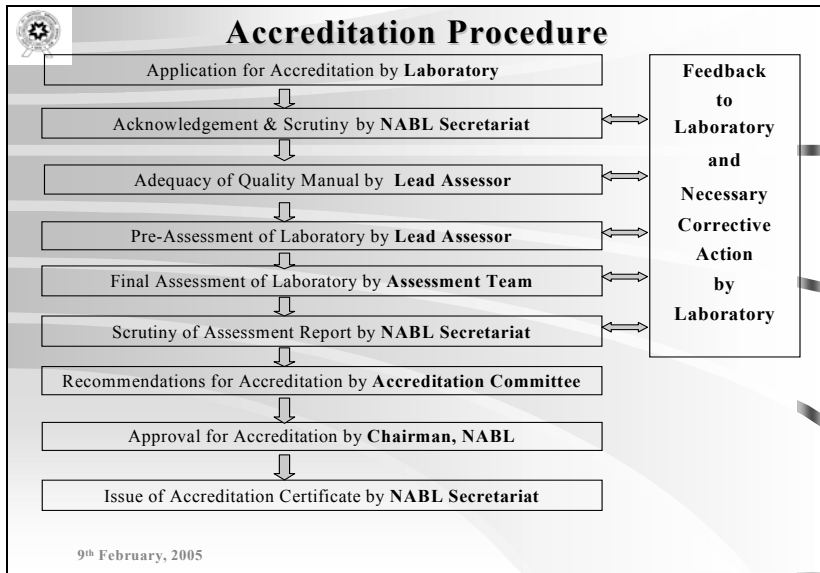 Accreditation Procedure
Application for Accreditation by Laboratory
Acknowledgement & Scrutiny by NABL Secretariat
Adequacy of Quality Manual by Lead Assessor
Pre-Assessment of Laboratory by Lead Assessor
Final Assessment of Laboratory by Assessment Team
Scrutiny of Assessment Report by NABL Secretariat
Recommendations for Accreditation by Accreditation Committee
Approval for Accreditation by Chairman, NABL
Issue of Accreditation Certificate by NABL Secretariat
Feedback
to
Laboratory
and
Necessary
Corrective
Action
by
Laboratory
9th February, 2005